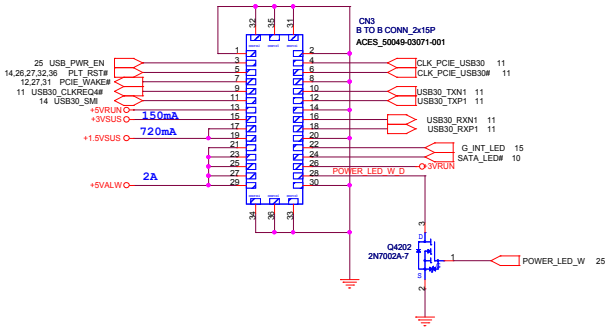 32 35 31
CN3
B TO B CONN_2x15P
ACES_50049-03071-001
1 2
25 USB_PWR_EN 3 4 CLK_PCIE_USB30 11
14,26,27,32,36 PLT_RST# 5 6 CLK_PCIE_USB30# 11
12,27,31 PCIE_WAKE# 7 8
11 USB30_CLKREQ4# 9 10 USB30_TXN1 11
14 USB30_SMI 11 12 USB30_TXP1 11
+5VRUN 13 14
+3VSUS 150mA 15 16 USB30_RXN1 11
17 18 USB30_RXP1 11
+1.5VSUS 720mA 19 20
21 22 G_INT_LED 15
23 24 SATA_LED# 10
25 26 +3VRUN
27 28 POWER_LED_W_D
+5VALW 2A 29 30
34 36 33
3
D
Q4202
2N7002A-7
1 POWER_LED_W 25
S
2